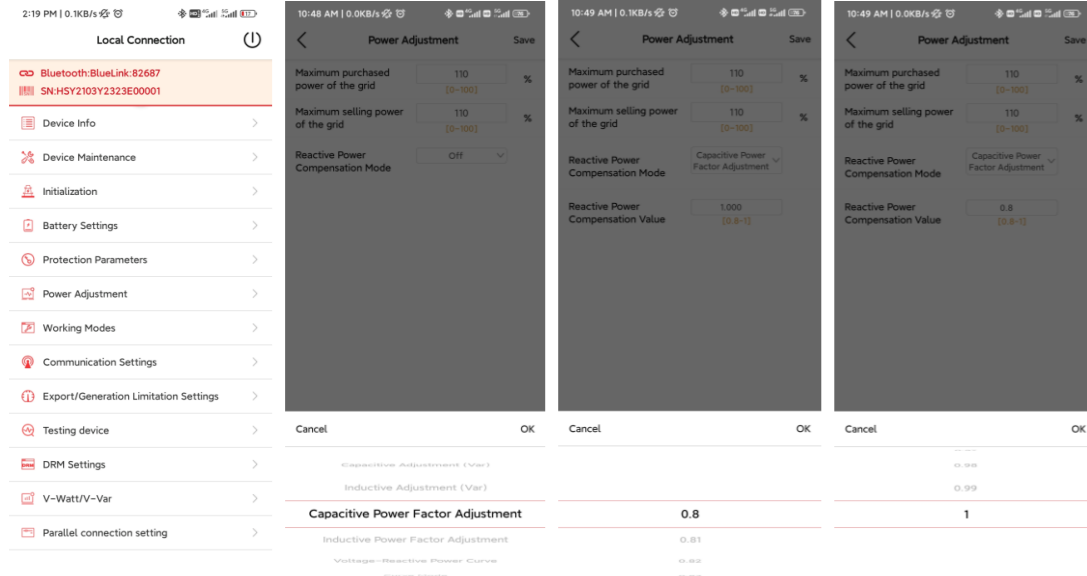 2:19 PM | 0.1KB/s
Local Connection
Bluetooth:BlueLink:82687
SN:HSY2103Y2323E00001
Device Info
Device Maintenance
Initialization
Battery Settings
Protection Parameters
Power Adjustment
Working Modes
Communication Settings
Export/Generation Limitation Settings
Testing device
DRM Settings
V-Watt/V-Var
Parallel connection setting
10:48 AM | 0.0KB/s
Power Adjustment
Save
Maximum purchased
power of the grid
110
%
[0~100]
Maximum selling power
of the grid
110
%
[0~100]
Reactive Power
Compensation Mode
Off
Cancel
OK
Capacitive Adjustment (Var)
Inductive Adjustment (Var)
Capacitive Power Factor Adjustment
Inductive Power Factor Adjustment
Voltage-Reactive Power Curve
10:49 AM | 0.1KB/s
Power Adjustment
Save
Maximum purchased
power of the grid
110
%
[0~100]
Maximum selling power
of the grid
110
%
[0~100]
Reactive Power
Compensation Mode
Capacitive Power
Factor Adjustment
Reactive Power
Compensation Value
1.000
[0.8~1]
Cancel
OK
0.8
0.81
0.82
10:49 AM | 0.0KB/s
Power Adjustment
Save
Maximum purchased
power of the grid
110
%
[0~100]
Maximum selling power
of the grid
110
%
[0~100]
Reactive Power
Compensation Mode
Capacitive Power
Factor Adjustment
Reactive Power
Compensation Value
0.8
[0.8~1]
Cancel
OK
0.98
0.99
1